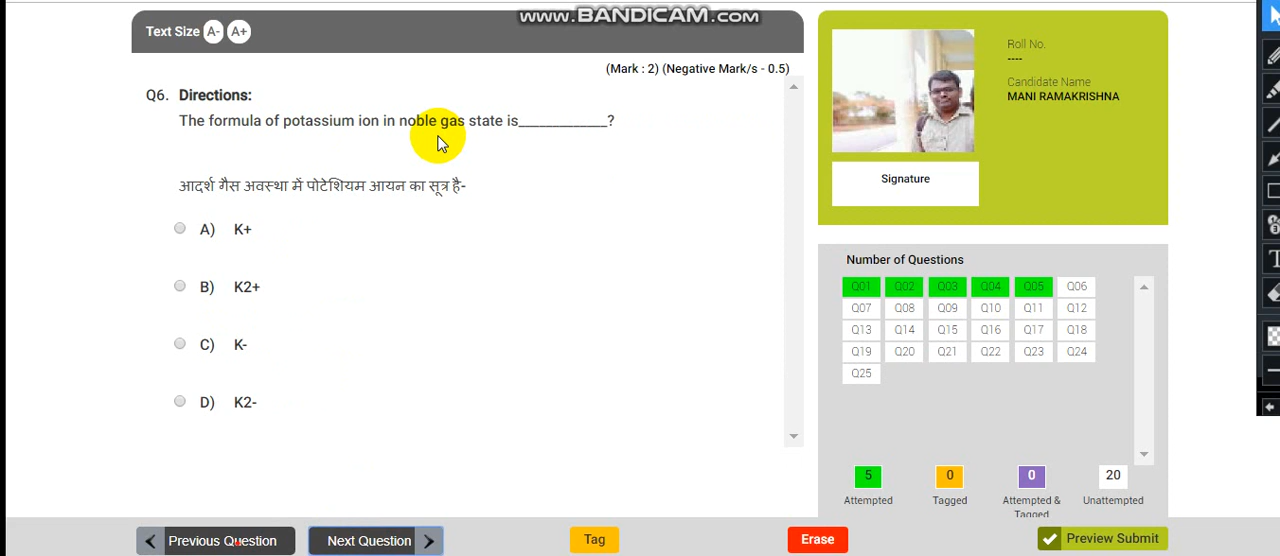 www.BANDICAM.com
Text Size A- A+
(Mark : 2) (Negative Mark/s - 0.5)
Q6. Directions:
The formula of potassium ion in noble gas state is_____________?
आदर्श गैस अवस्था में पोटेशियम आयन का सूत्र है-
A) K+
B) K2+
C) K-
D) K2-
Roll No.
----
Candidate Name
MANI RAMAKRISHNA
Signature
Number of Questions
Q01 Q02 Q03 Q04 Q05 Q06
Q07 Q08 Q09 Q10 Q11 Q12
Q13 Q14 Q15 Q16 Q17 Q18
Q19 Q20 Q21 Q22 Q23 Q24
Q25
5 0 0 20
Attempted Tagged Attempted & Unattempted
Tagged
Previous Question Next Question Tag Erase Preview Submit